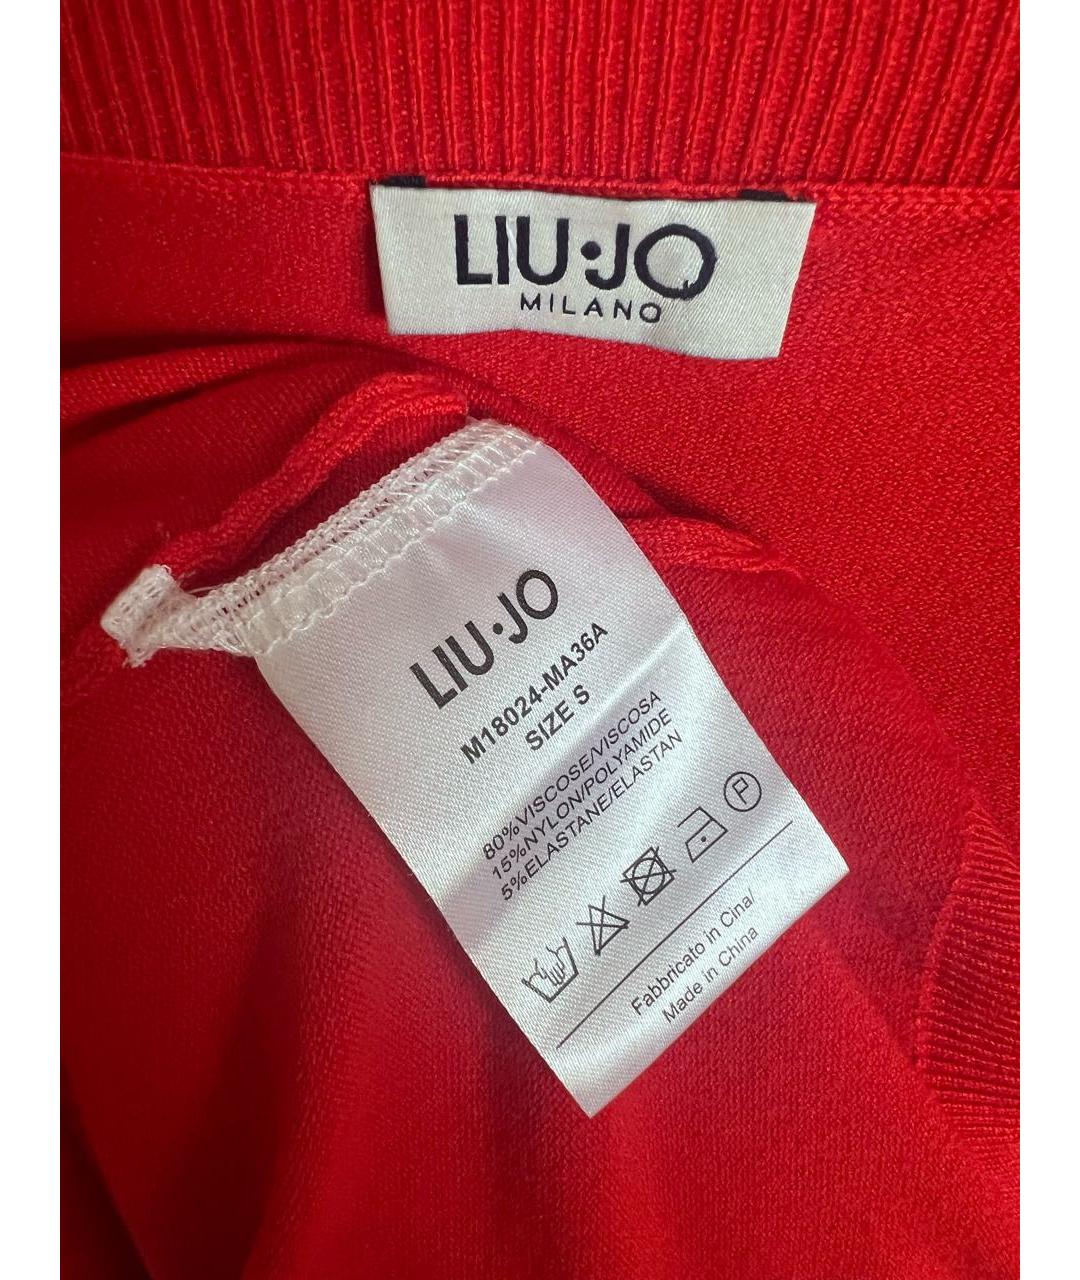 LIU·JO
MILANO
LIU·JO
M18024-MA36A
SIZE S
80%VISCOSE/VISCOSA
15%NYLON/POLYAMIDE
5%ELASTANE/ELASTAN
P
Fabbricato in Cina/
Made in China